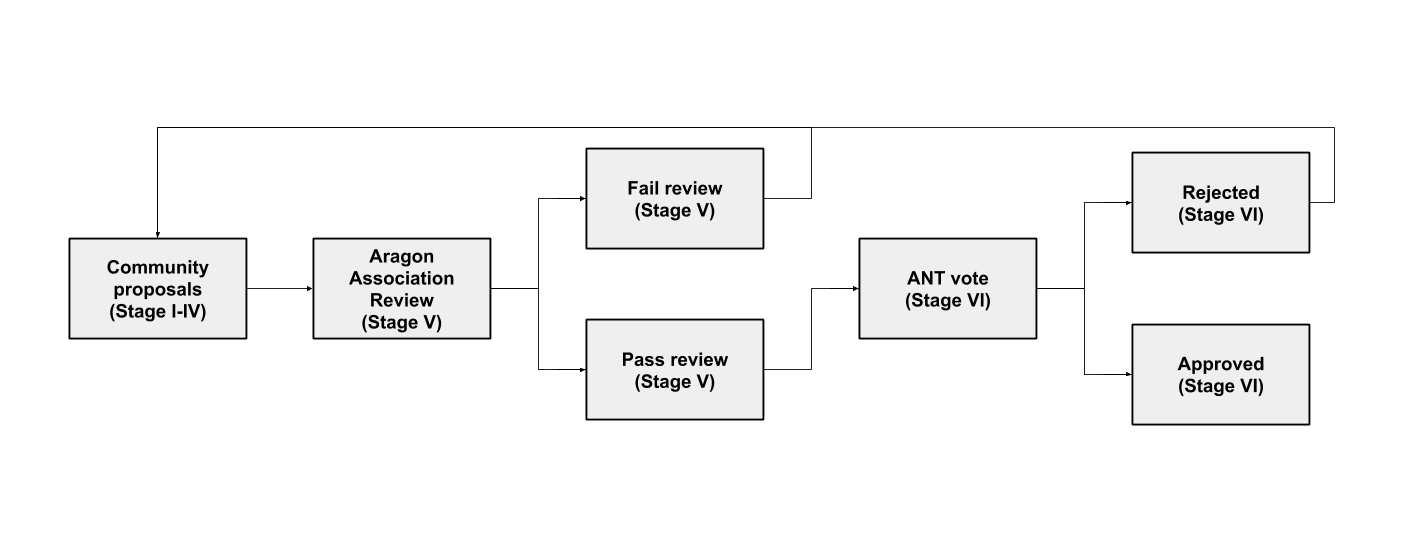 Community
proposals
(Stage I-IV)
Aragon
Association
Review
(Stage V)
Fail review
(Stage V)
Pass review
(Stage V)
ANT vote
(Stage VI)
Rejected
(Stage VI)
Approved
(Stage VI)